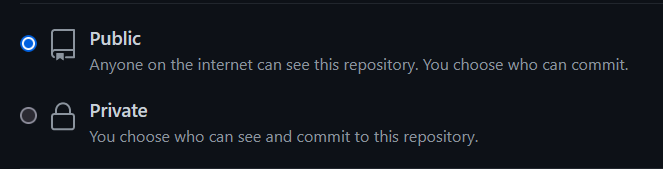 Public
Anyone on the internet can see this repository. You choose who can commit.
Private
You choose who can see and commit to this repository.